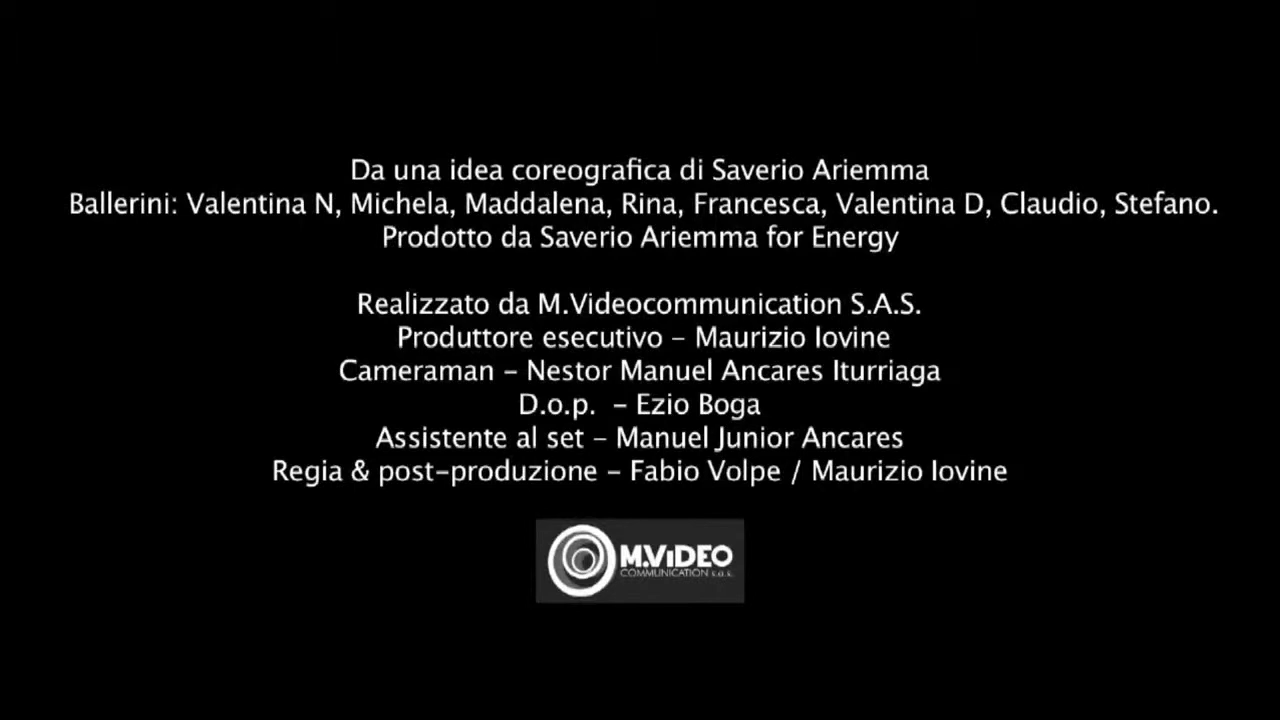 Da una idea coreografica di Saverio Ariemma
Ballerini: Valentina N, Michela, Maddalena, Rina, Francesca, Valentina D, Claudio, Stefano.
Prodotto da Saverio Ariemma for Energy
Realizzato da M.Videocommunication S.A.S.
Produttore esecutivo - Maurizio Iovine
Cameraman - Nestor Manuel Ancares Iturriaga
D.o.p.  - Ezio Boga
Assistente al set - Manuel Junior Ancares
Regia & post-produzione - Fabio Volpe / Maurizio Iovine
M.ViDEO
COMMUNICATION s.a.s.